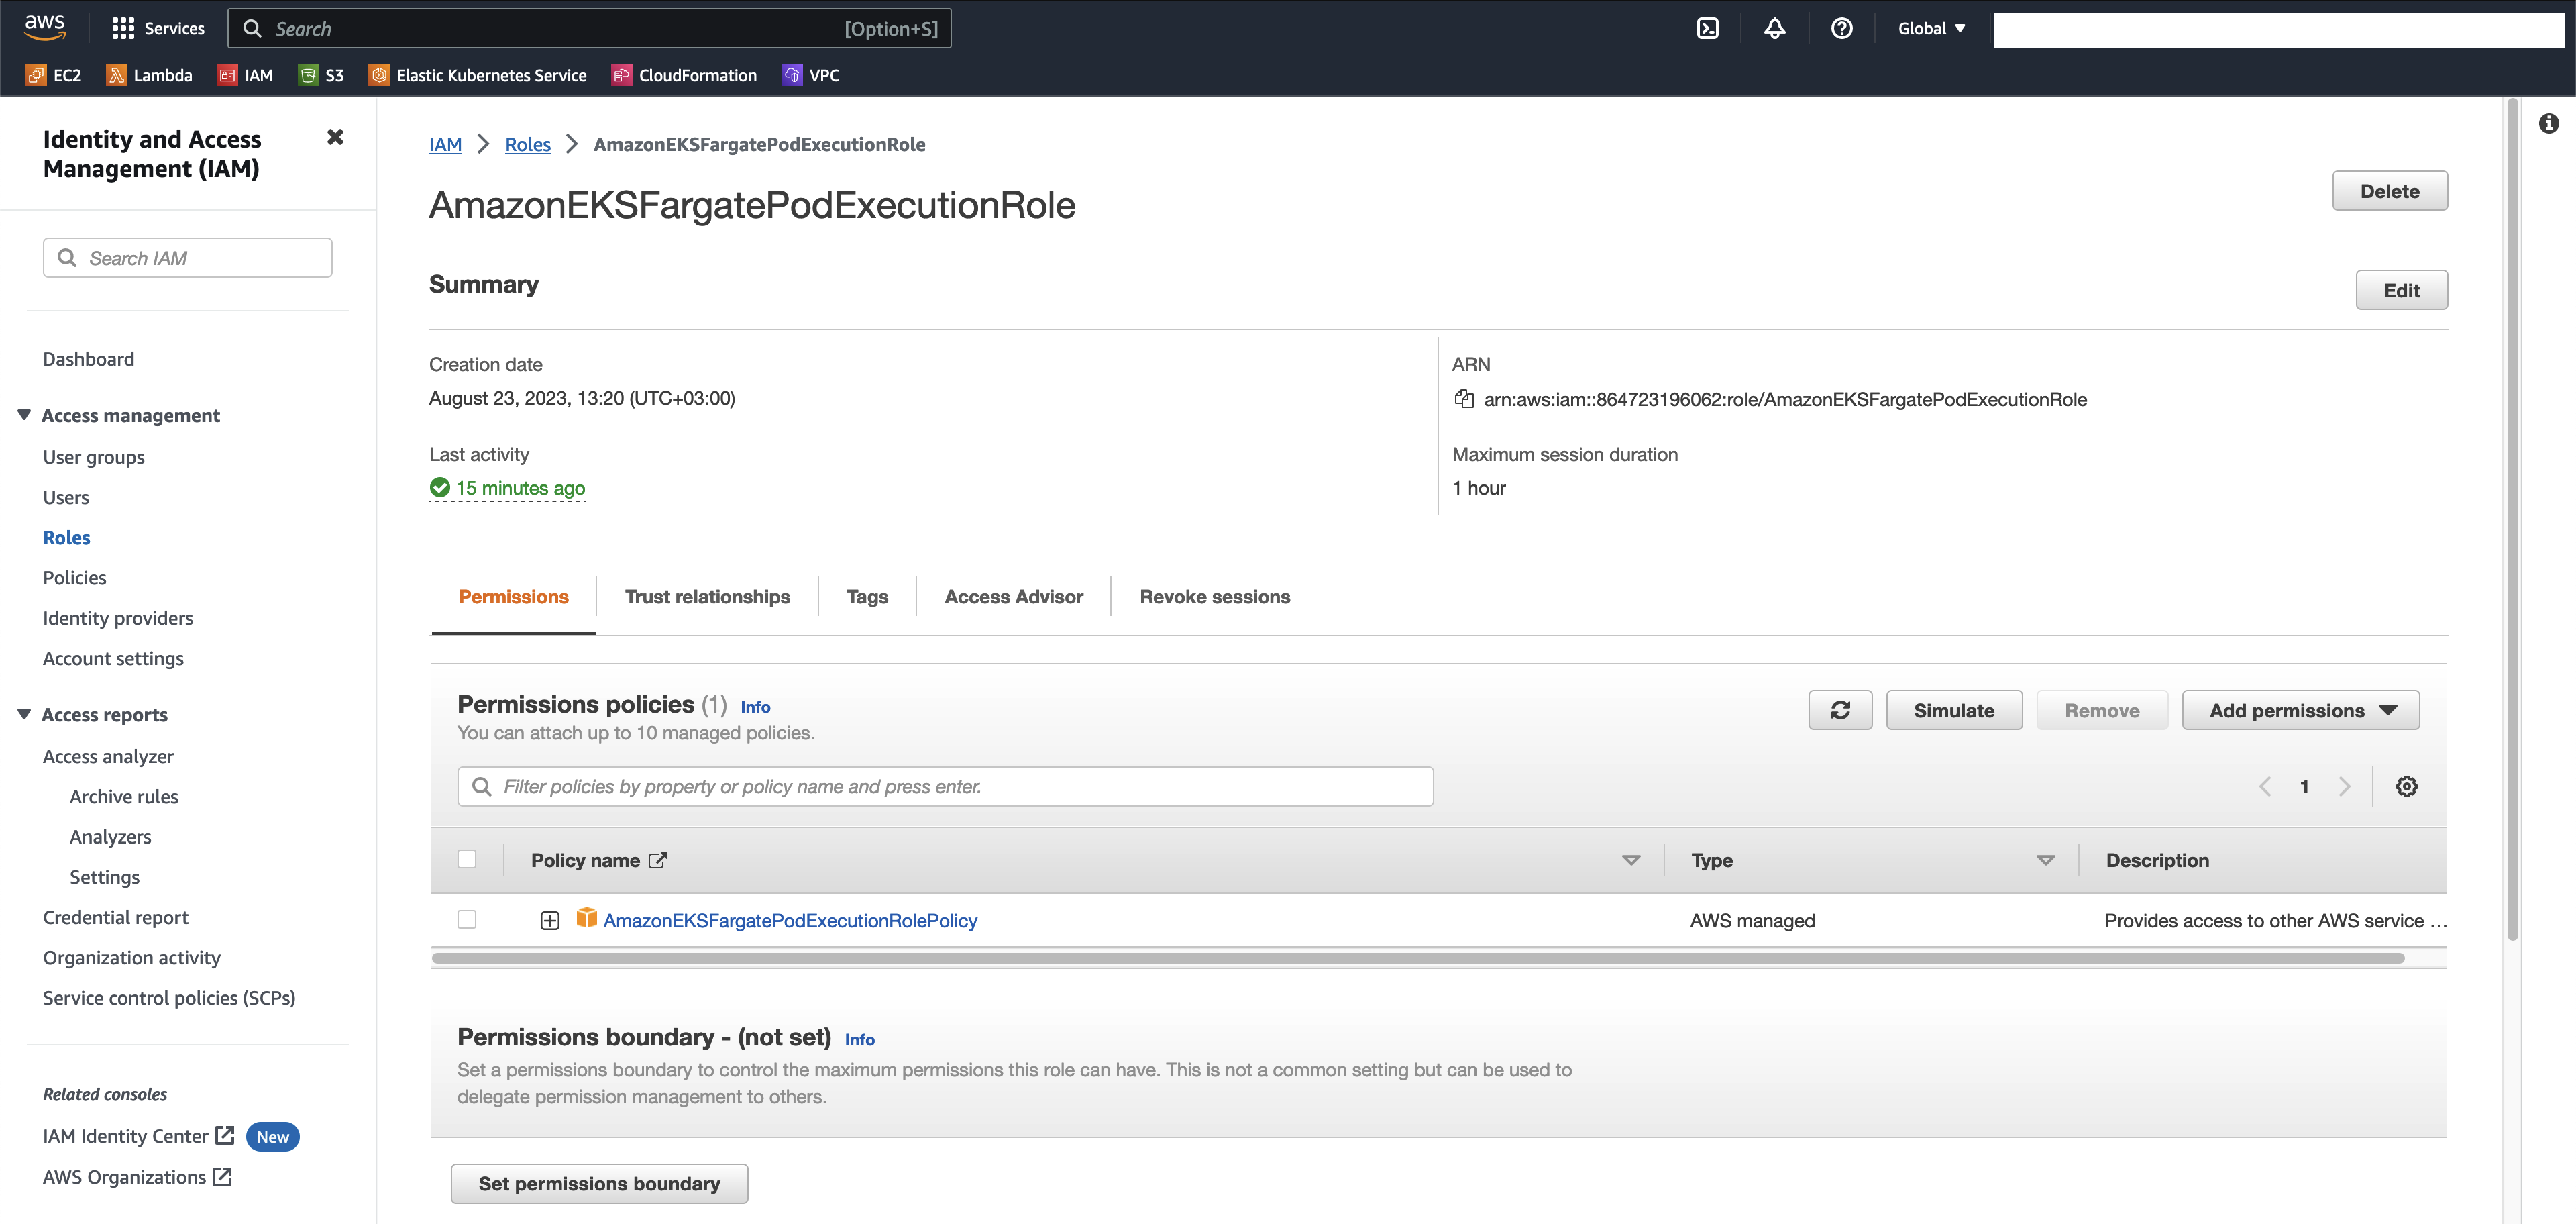 aws
Services
Search
[Option+S]
Global
EC2
Lambda
IAM
S3
Elastic Kubernetes Service
CloudFormation
VPC
Identity and Access
Management (IAM)
Search IAM
Dashboard
Access management
User groups
Users
Roles
Policies
Identity providers
Account settings
Access reports
Access analyzer
Archive rules
Analyzers
Settings
Credential report
Organization activity
Service control policies (SCPs)
Related consoles
IAM Identity Center
New
AWS Organizations
IAM
Roles
AmazonEKSFargatePodExecutionRole
AmazonEKSFargatePodExecutionRole
Delete
Summary
Edit
Creation date
August 23, 2023, 13:20 (UTC+03:00)
ARN
arn:aws:iam::864723196062:role/AmazonEKSFargatePodExecutionRole
Last activity
15 minutes ago
Maximum session duration
1 hour
Permissions
Trust relationships
Tags
Access Advisor
Revoke sessions
Permissions policies (1) Info
You can attach up to 10 managed policies.
Simulate
Remove
Add permissions
Filter policies by property or policy name and press enter.
1
Policy name
Type
Description
AmazonEKSFargatePodExecutionRolePolicy
AWS managed
Provides access to other AWS service ...
Permissions boundary - (not set) Info
Set a permissions boundary to control the maximum permissions this role can have. This is not a common setting but can be used to
delegate permission management to others.
Set permissions boundary